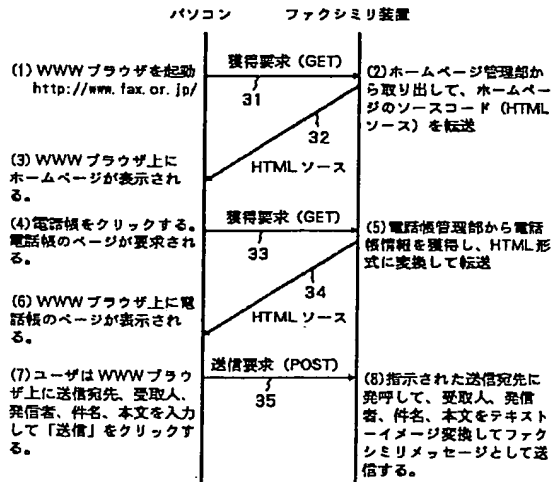 パソコン
ファクシミリ装置
(1) WWW ブラウザを起動
http://www.fax.or.jp/
獲得要求 (GET)
31
(2)ホームページ管理部
から取り出して、ホームペー
ジのソースコード (HTML
ソース) を転送
32
HTML ソース
(3) WWW ブラウザ上に
ホームページが表示され
る。
(4)電話帳をクリックする。
電話帳のページが要求さ
れる。
獲得要求 (GET)
33
(5)電話帳管理部から電話
帳情報を獲得し、HTML 形
式に変換して転送
34
HTML ソース
(6) WWW ブラウザ上に電
話帳のページが表示され
る。
(7)ユーザは WWW ブラウ
ザ上に送信宛先、受取人、
発信者、件名、本文を入力
して「送信」をクリックす
る。
送信要求 (POST)
35
(8)指示された送信宛先に
発呼して、受取人、発信
者、件名、本文をテキスト
ーイメージ変換してファク
シミリメッセージとして送
信する。